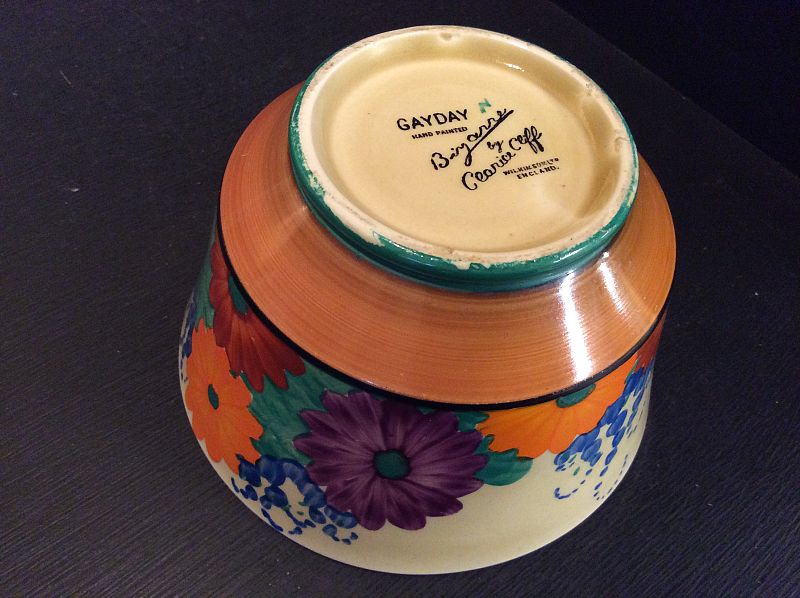 GAYDAY N
HAND PAINTED
Bizarre
by
Clarice Cliff
WILKINSON LTD
ENGLAND.